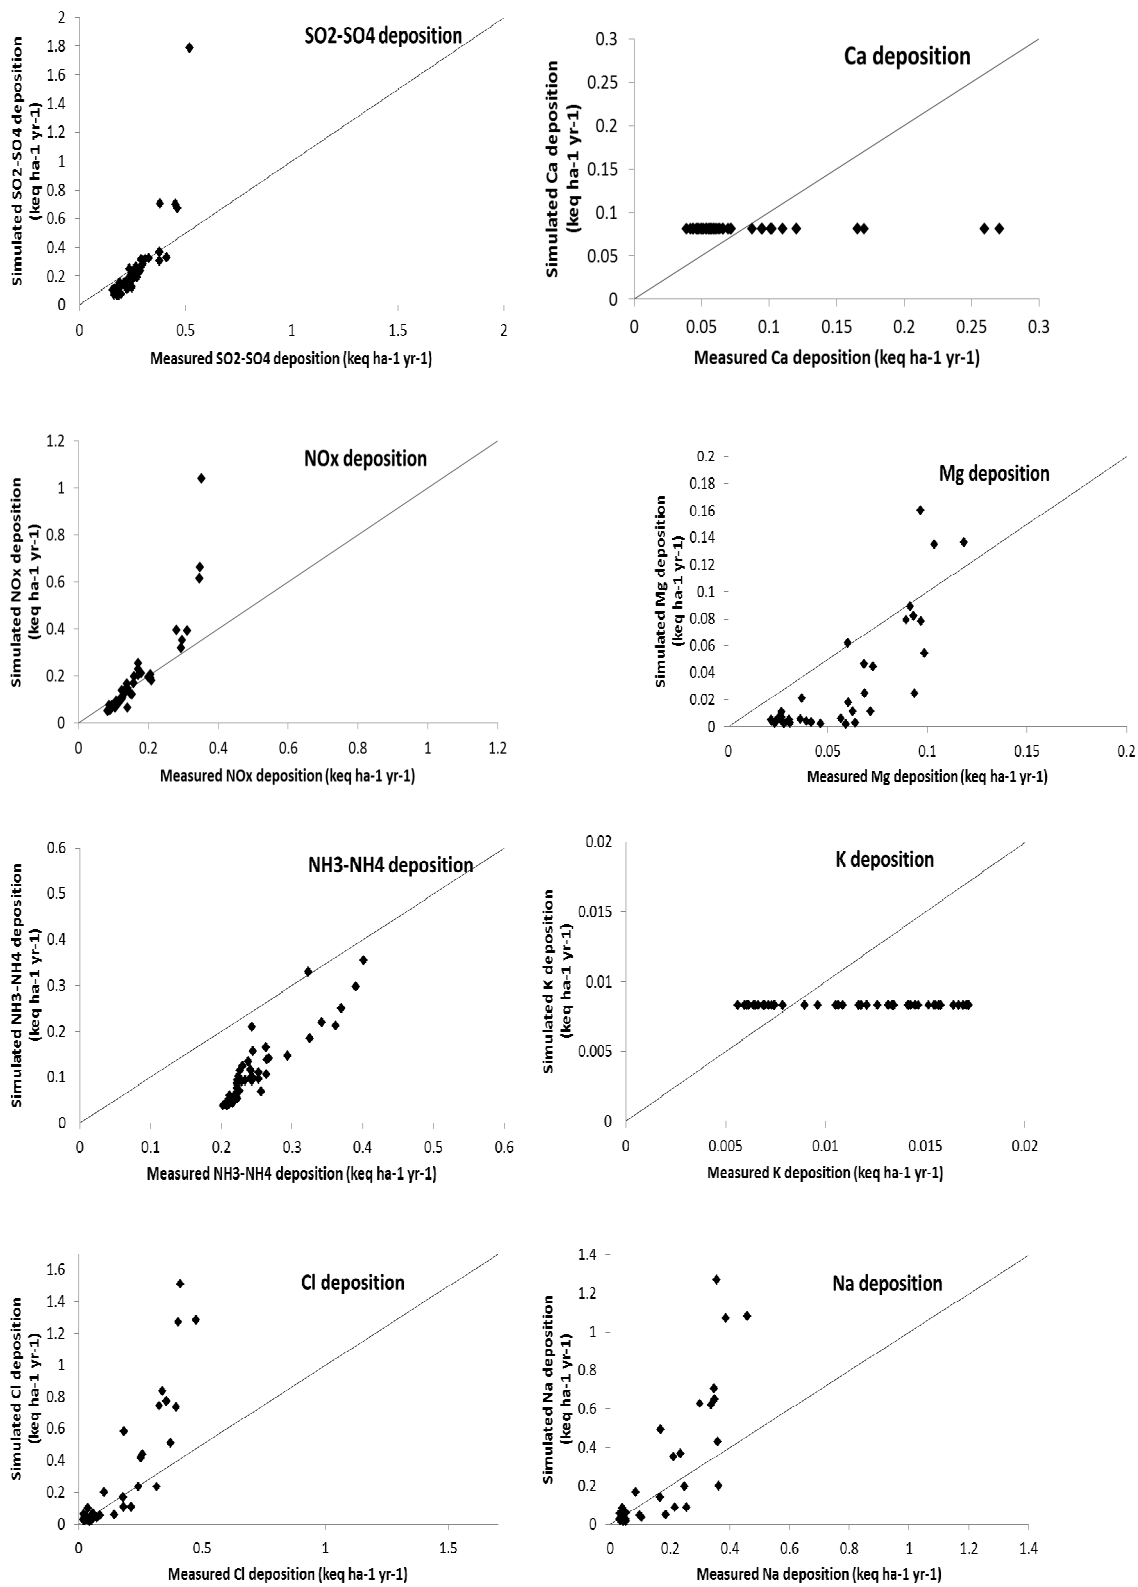 SO2-SO4 deposition
Simulated SO2-SO4 deposition
(keq ha-1 yr-1)
2
1.8
1.6
1.4
1.2
1
0.8
0.6
0.4
0.2
0
0 0.5 1 1.5 2
Measured SO2-SO4 deposition (keq ha-1 yr-1)
Ca deposition
Simulated Ca deposition
(keq ha-1 yr-1)
0.3
0.2
0.2
0.1
0.1
0
0 0.05 0.1 0.15 0.2 0.25 0.3
Measured Ca deposition (keq ha-1 yr-1)
NOx deposition
Simulated NOx deposition
(keq ha-1 yr-1)
1.2
1
0.8
0.6
0.4
0.2
0
0 0.2 0.4 0.6 0.8 1 1.2
Measured NOx deposition (keq ha-1 yr-1)
Mg deposition
Simulated Mg deposition
(keq ha-1 yr-1)
0.2
0.18
0.16
0.14
0.12
0.1
0.08
0.06
0.04
0.02
0
0 0.05 0.1 0.15 0.2
Measured Mg deposition (keq ha-1 yr-1)
NH3-NH4 deposition
Simulated NH3-NH4 deposition
(keq ha-1 yr-1)
0.6
0.5
0.4
0.3
0.2
0.1
0
0 0.1 0.2 0.3 0.4 0.5 0.6
Measured NH3-NH4 deposition (keq ha-1 yr-1)
K deposition
Simulated K deposition
(keq ha-1 yr-1)
0.02
0.015
0.01
0.005
0
0 0.005 0.01 0.015 0.02
Measured K deposition (keq ha-1 yr-1)
Cl deposition
Simulated Cl deposition
(keq ha-1 yr-1)
1.6
1.4
1.2
1
0.8
0.6
0.4
0.2
0
0 0.5 1 1.5
Measured Cl deposition (keq ha-1 yr-1)
Na deposition
Simulated Na deposition
(keq ha-1 yr-1)
1.4
1.2
1
0.8
0.6
0.4
0.2
0
0 0.2 0.4 0.6 0.8 1 1.2 1.4
Measured Na deposition (keq ha-1 yr-1)